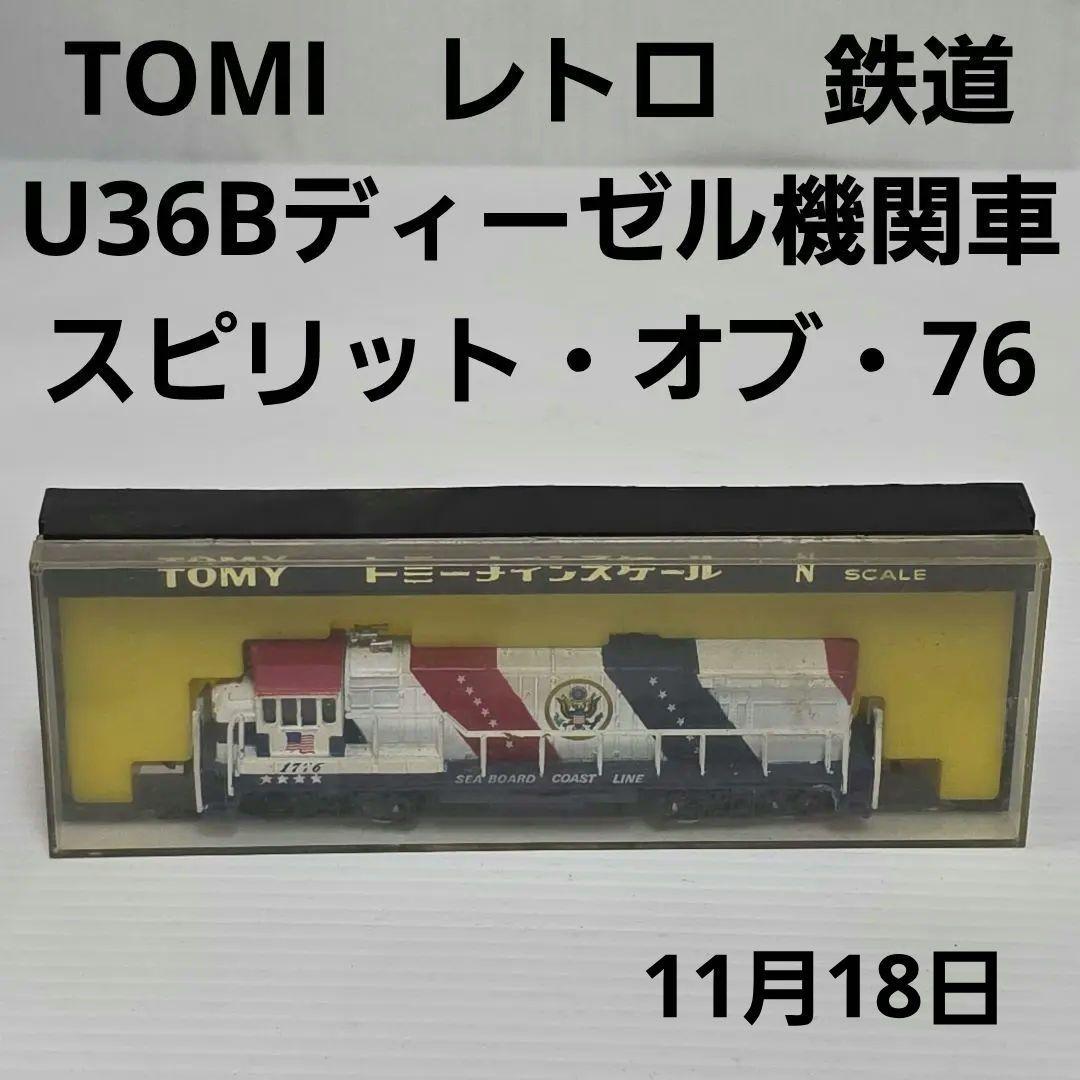 TOMI レトロ 鉄道
U36Bディーゼル機関車
スピリット・オブ・76
TOMY トミーナインスケール N SCALE
1776
SEA BOARD COAST LINE
11月18日